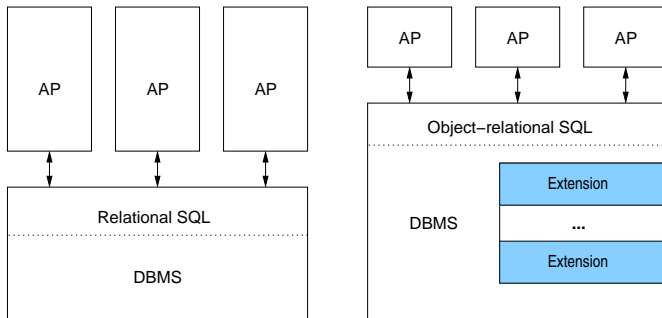 AP AP AP
Relational SQL
DBMS
AP AP AP
Object−relational SQL
DBMS
Extension
...
Extension